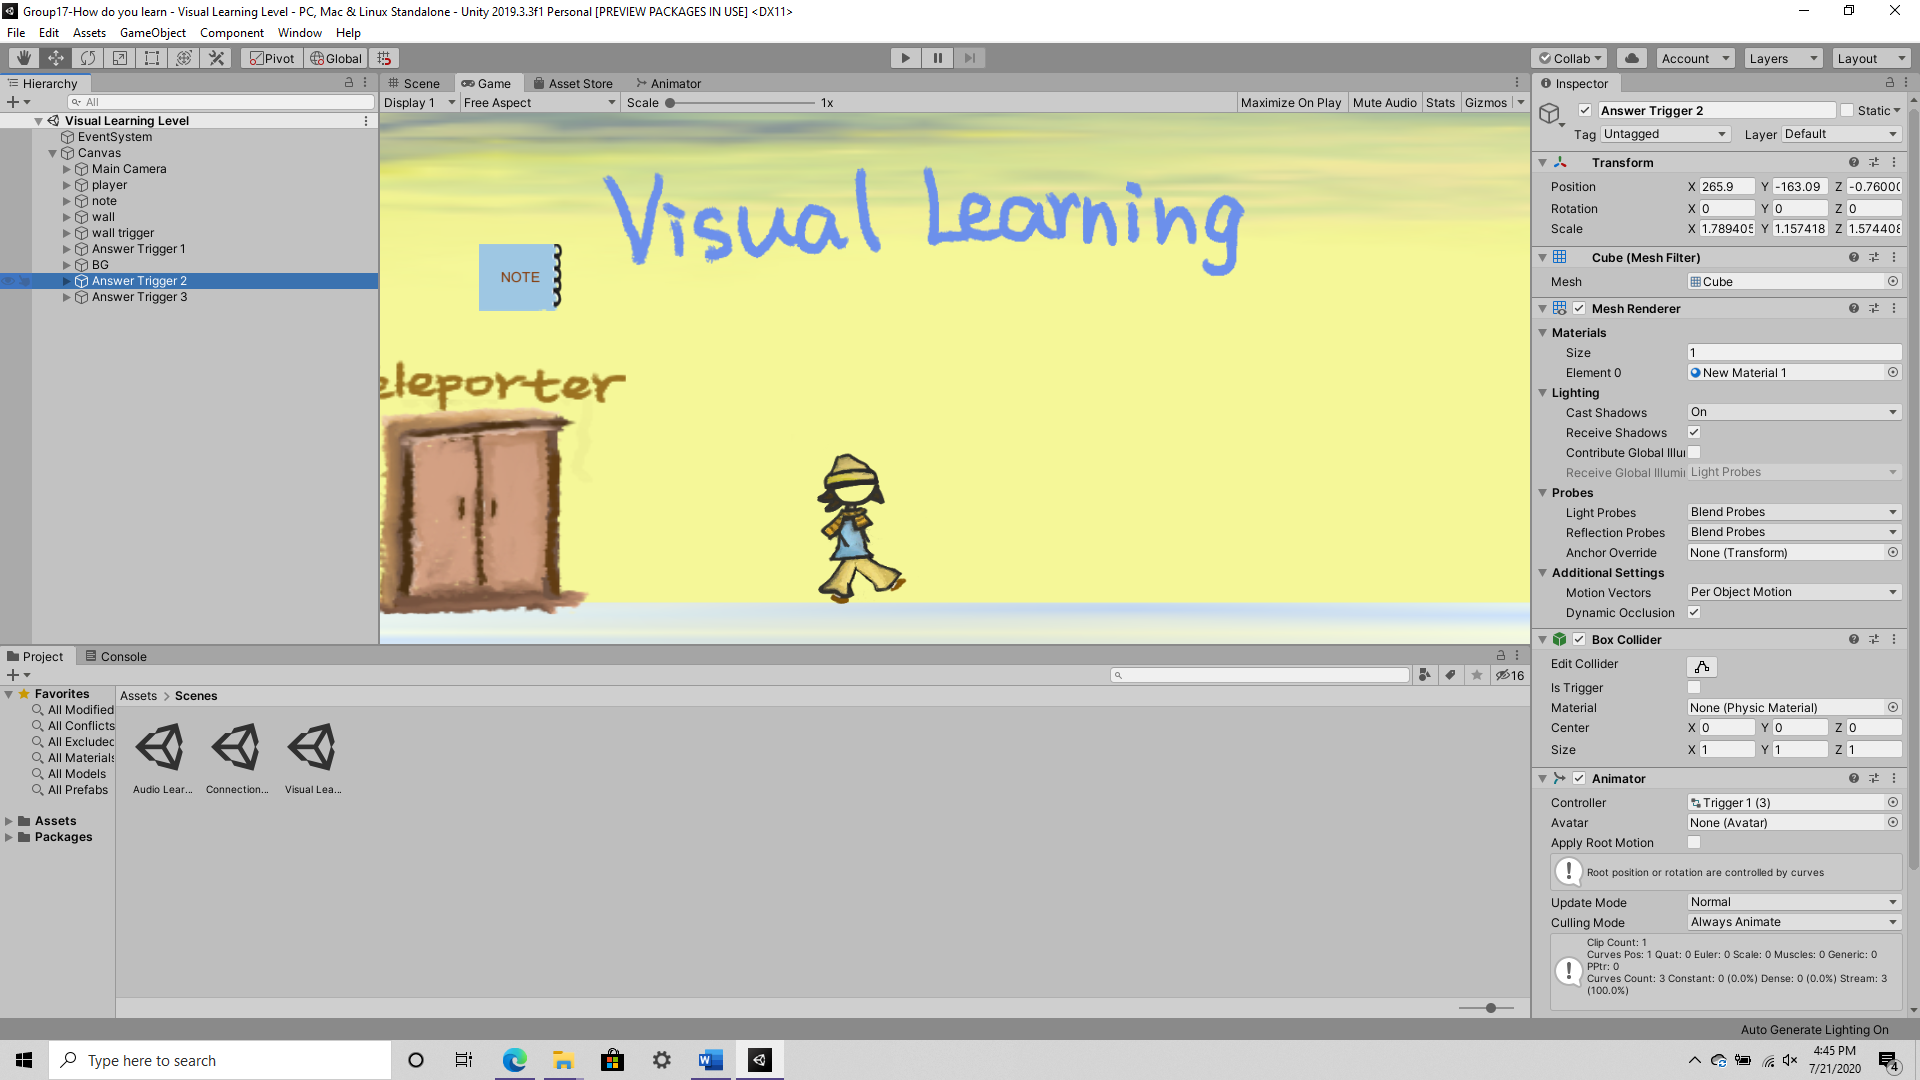 Group17-How do you learn - Visual Learning Level - PC, Mac & Linux Standalone - Unity 2019.3.3f1 Personal [PREVIEW PACKAGES IN USE] <DX11>
File Edit Assets GameObject Component Window Help
Pivot Global Collab Account Layers Layout
Hierarchy
All
Visual Learning Level
EventSystem
Canvas
Main Camera
player
note
wall
wall trigger
Answer Trigger 1
BG
Answer Trigger 2
Answer Trigger 3
Scene Game Asset Store Animator
Display 1 Free Aspect Scale 1x Maximize On Play Mute Audio Stats Gizmos
Visual Learning
NOTE
eleporter
Inspector
Answer Trigger 2 Static
Tag Untagged Layer Default
Transform
Position X 265.9 Y -163.09 Z -0.76000
Rotation X 0 Y 0 Z 0
Scale X 1.789405 Y 1.157418 Z 1.574408
Cube (Mesh Filter)
Mesh Cube
Mesh Renderer
Materials
Size 1
Element 0 New Material 1
Lighting
Cast Shadows On
Receive Shadows
Contribute Global Illu
Receive Global Illumi Light Probes
Probes
Light Probes Blend Probes
Reflection Probes Blend Probes
Anchor Override None (Transform)
Additional Settings
Motion Vectors Per Object Motion
Dynamic Occlusion
Box Collider
Edit Collider
Is Trigger
Material None (Physic Material)
Center X 0 Y 0 Z 0
Size X 1 Y 1 Z 1
Animator
Controller Trigger 1 (3)
Avatar None (Avatar)
Apply Root Motion
Root position or rotation are controlled by curves
Update Mode Normal
Culling Mode Always Animate
Clip Count: 1
Curves Pos: 1 Quat: 0 Euler: 0 Scale: 0 Muscles: 0 Generic: 0
PPtr: 0
Curves Count: 3 Constant: 0 (0.0%) Dense: 0 (0.0%) Stream: 3
(100.0%)
Project Console
16
Favorites
All Modified
All Conflicts
All Excluded
All Materials
All Models
All Prefabs
Assets
Packages
Assets > Scenes
Audio Lear... Connection... Visual Lea...
Auto Generate Lighting On
Type here to search
4:45 PM
7/21/2020
4